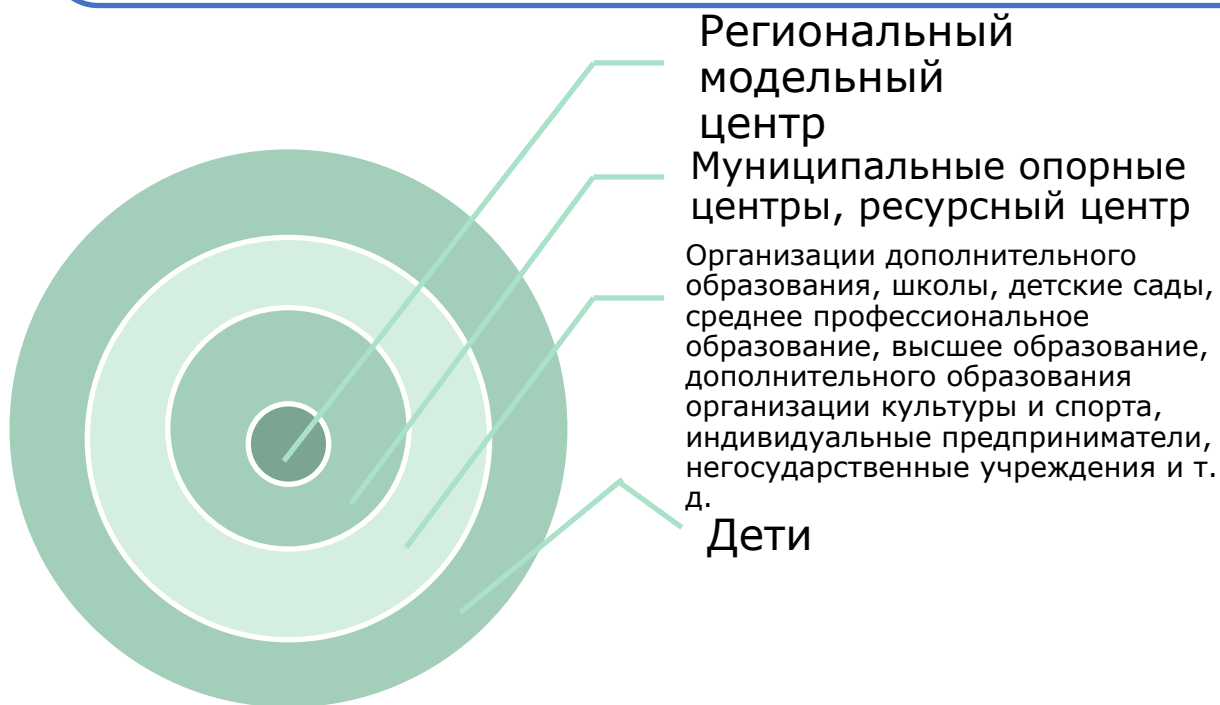 Региональный
модельный
центр
Муниципальные опорные
центры, ресурсный центр
Организации дополнительного
образования, школы, детские сады,
среднее профессиональное
образование, высшее образование,
дополнительного образования
организации культуры и спорта,
индивидуальные предприниматели,
негосударственные учреждения и т.
д.
Дети